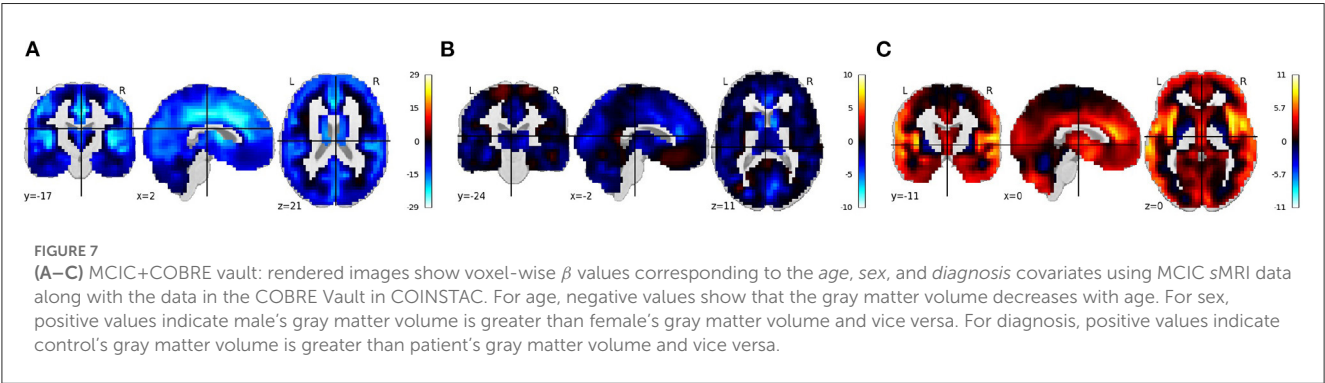 A B C
L R
29
15
0
-15
-29
y=-17 x=2 z=21
L R
10
5
0
-5
-10
y=-24 x=-2 z=11
L R
11
5.7
0
-5.7
-11
y=-11 x=0 z=0
FIGURE 7
(A–C) MCIC+COBRE vault: rendered images show voxel-wise β values corresponding to the age, sex, and diagnosis covariates using MCIC sMRI data
along with the data in the COBRE Vault in COINSTAC. For age, negative values show that the gray matter volume decreases with age. For sex,
positive values indicate male’s gray matter volume is greater than female’s gray matter volume and vice versa. For diagnosis, positive values indicate
control’s gray matter volume is greater than patient’s gray matter volume and vice versa.